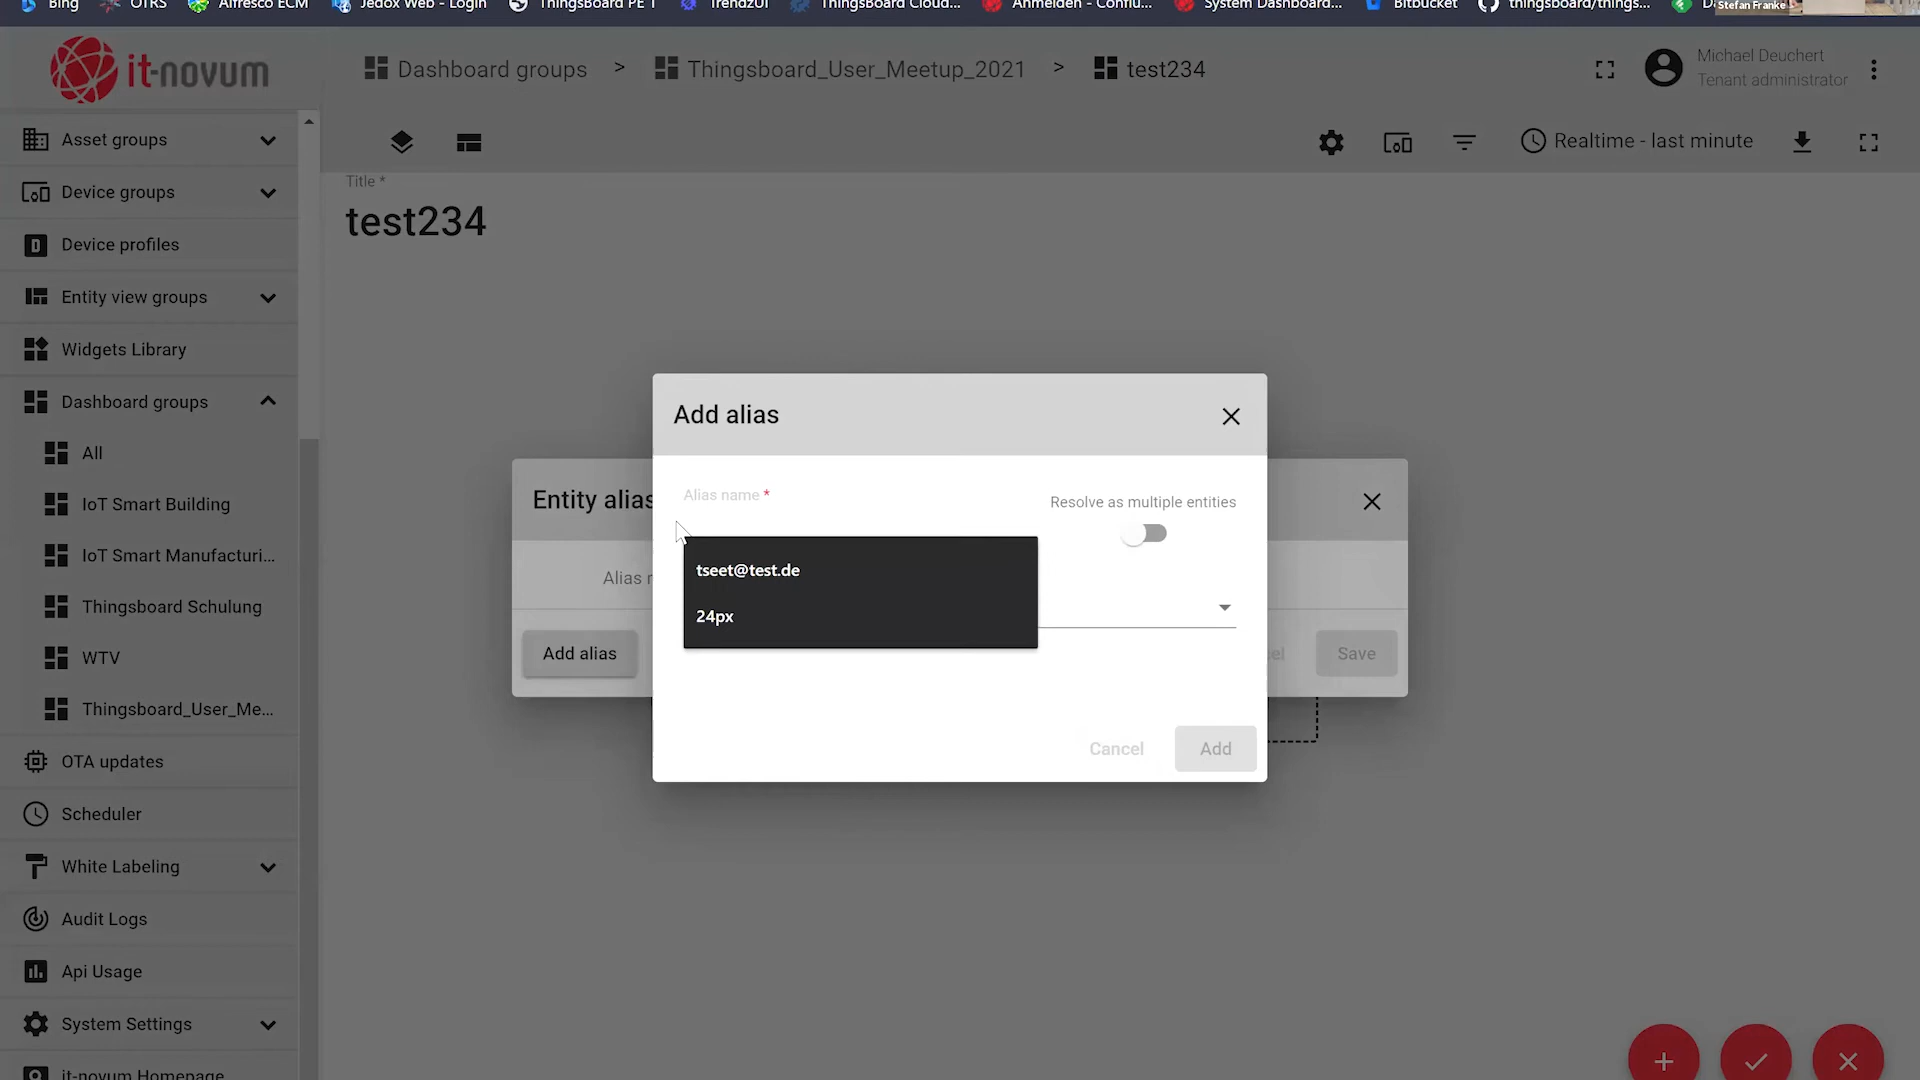 Bing
OTRS
Alfresco ECM
Jedox Web - Login
ThingsBoard PE
TrendzUI
ThingsBoard Cloud...
Anmelden - Conflu...
System Dashboard...
Bitbucket
thingsboard/things...
Stefan Franke
it-novum
Dashboard groups > Thingsboard_User_Meetup_2021 > test234
Michael Deuchert
Tenant administrator
Asset groups
Device groups
Device profiles
Entity view groups
Widgets Library
Dashboard groups
All
IoT Smart Building
IoT Smart Manufacturi...
Thingsboard Schulung
WTV
Thingsboard_User_Me...
OTA updates
Scheduler
White Labeling
Audit Logs
Api Usage
System Settings
it-novum Homepage
Realtime - last minute
Title *
test234
Entity alias
Alias
Add alias
Save
Add alias
Alias name *
Resolve as multiple entities
tseet@test.de
24px
Cancel
Add